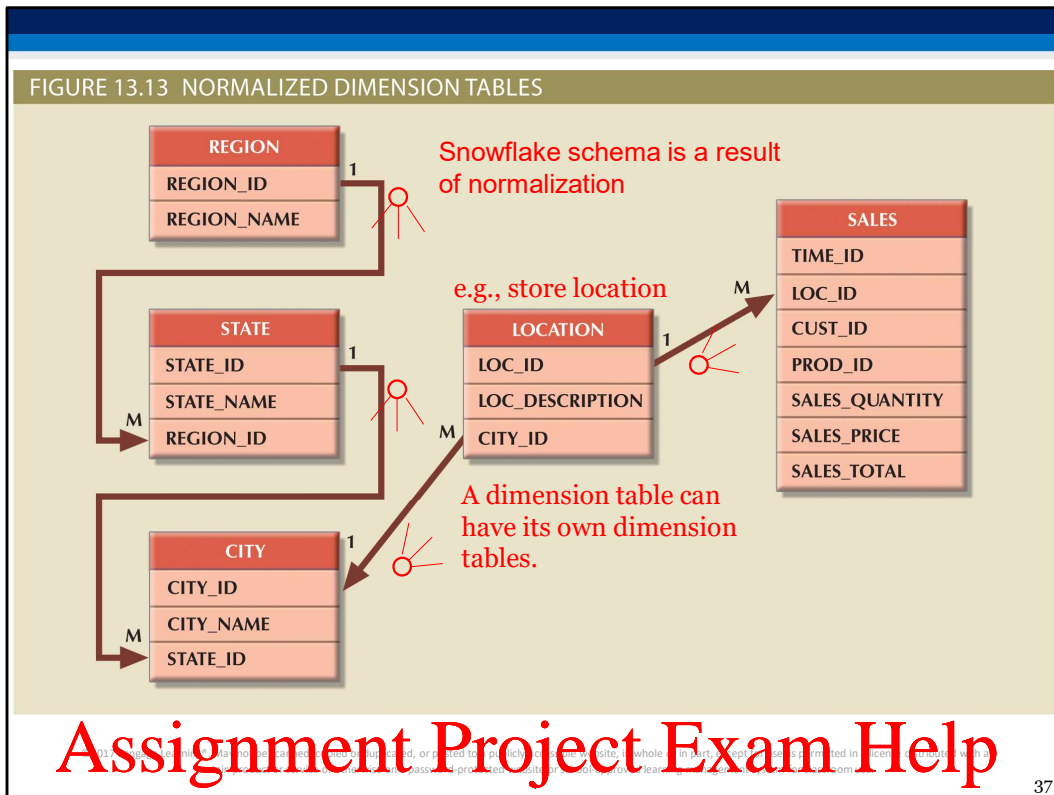 FIGURE 13.13 NORMALIZED DIMENSION TABLES
REGION
REGION_ID
REGION_NAME
1
Snowflake schema is a result
of normalization
SALES
TIME_ID
LOC_ID
CUST_ID
PROD_ID
SALES_QUANTITY
SALES_PRICE
SALES_TOTAL
e.g., store location
M
STATE
STATE_ID
STATE_NAME
REGION_ID
1
M
LOCATION
LOC_ID
LOC_DESCRIPTION
CITY_ID
1
M
A dimension table can
have its own dimension
tables.
CITY
CITY_ID
CITY_NAME
STATE_ID
1
M
Assignment Project Exam Help
37